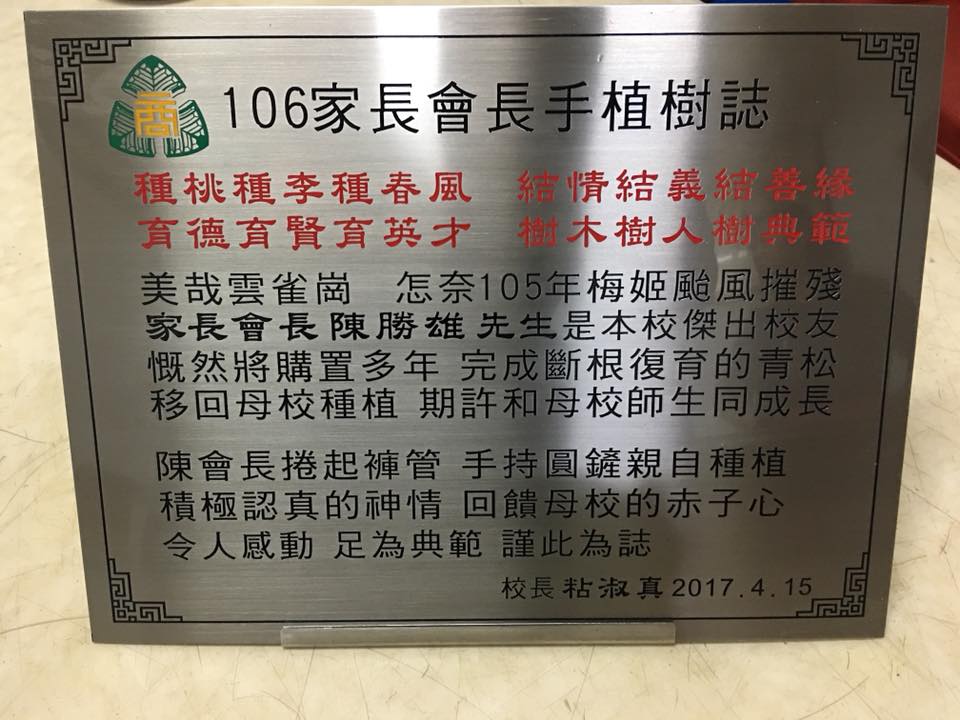 商
106家長會長手植樹誌
種桃種李種春風 結情結義結善緣
育德育賢育英才 樹木樹人樹典範
美哉雲雀崗 怎奈105年梅姬颱風摧殘
家長會長陳勝雄先生是本校傑出校友
慨然將購置多年 完成斷根復育的青松
移回母校種植 期許和母校師生同成長
陳會長捲起褲管 手持圓鏟親自種植
積極認真的神情 回饋母校的赤子心
令人感動 足為典範 謹此為誌
校長 粘淑真 2017.4.15